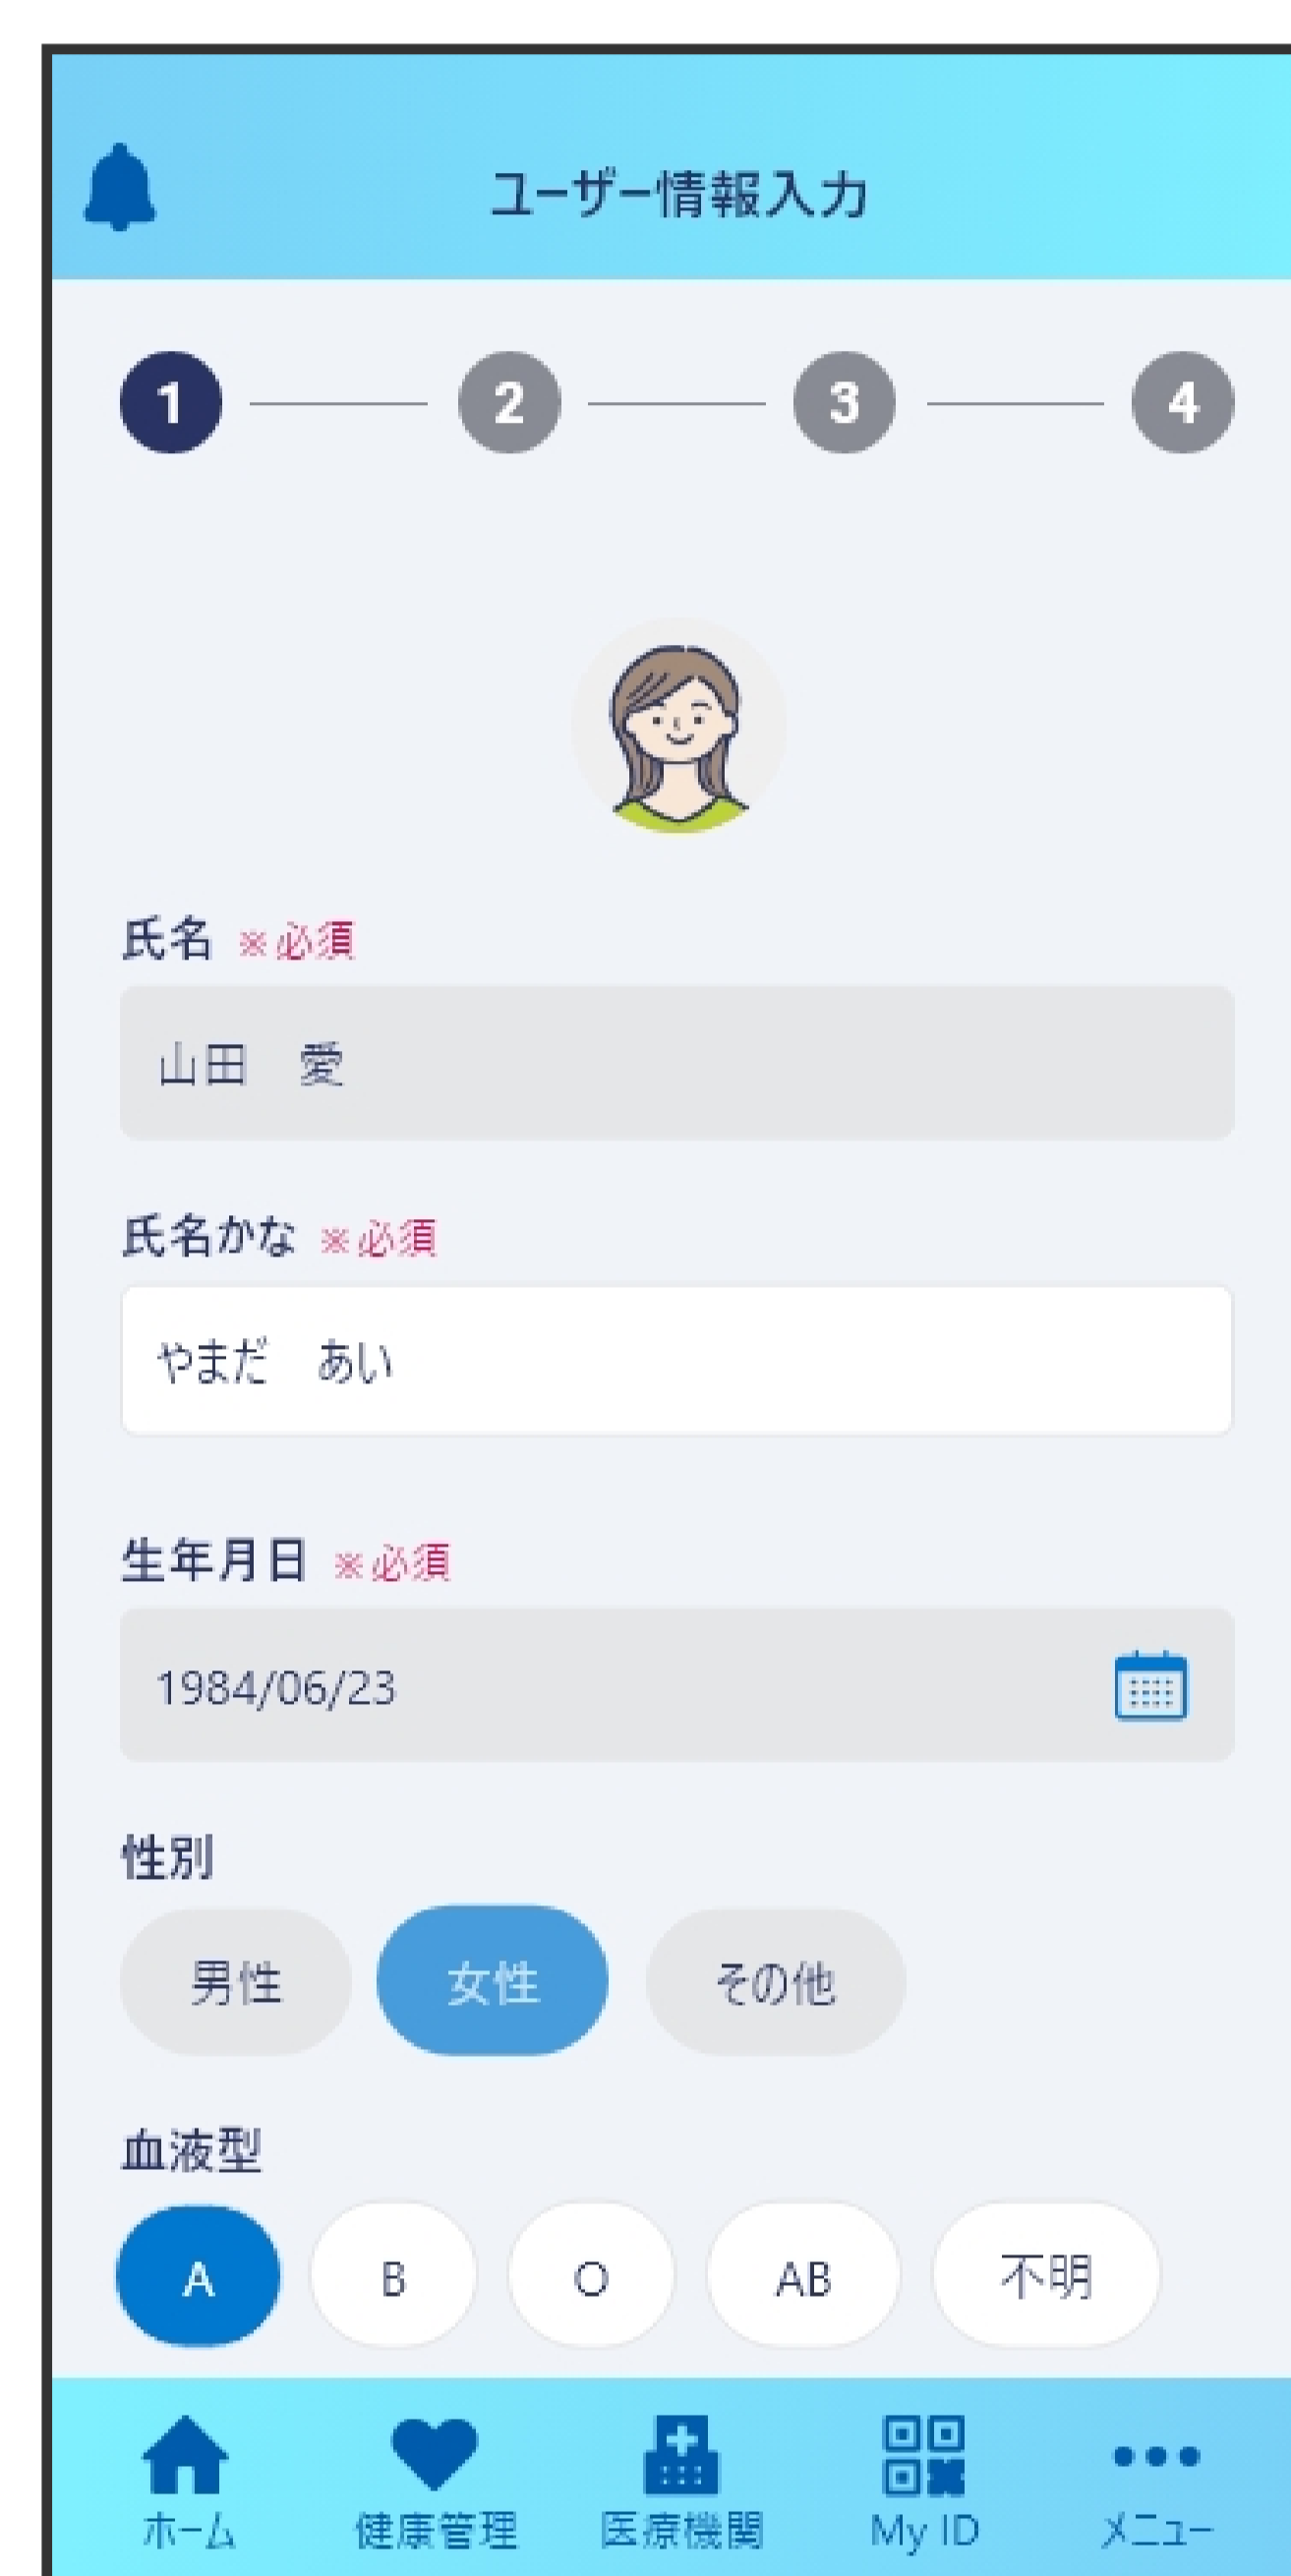 ユーザー情報入力
1 2 3 4
氏名 ※必須
山田　愛
氏名かな ※必須
やまだ　あい
生年月日 ※必須
1984/06/23
性別
男性 女性 その他
血液型
A B O AB 不明
ホーム 健康管理 医療機関 My ID メニュー